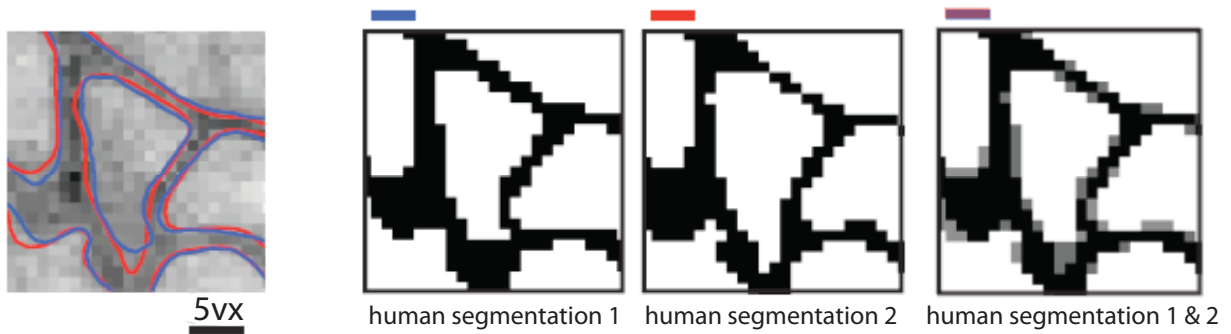 5vx
human segmentation 1
human segmentation 2
human segmentation 1 & 2